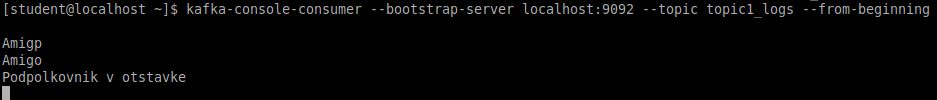 [student@localhost ~]$ kafka-console-consumer --bootstrap-server localhost:9092 --topic topic1_logs --from-beginning
Amigp
Amigo
Podpolkovnik v otstavke